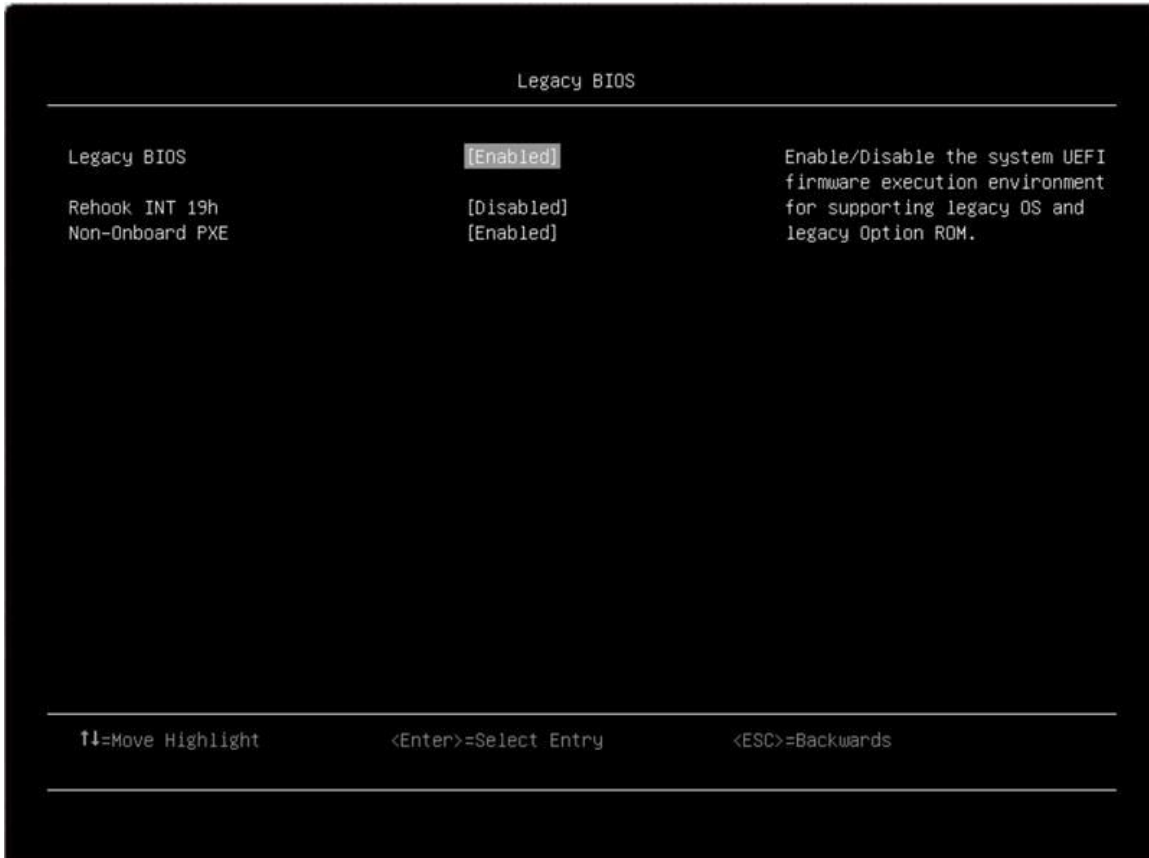 Legacy BIOS
Legacy BIOS [Enabled] Enable/Disable the system UEFI
firmware execution environment
Rehook INT 19h [Disabled] for supporting legacy OS and
Non-Onboard PXE [Enabled] legacy Option ROM.
↑↓=Move Highlight <Enter>=Select Entry <ESC>=Backwards